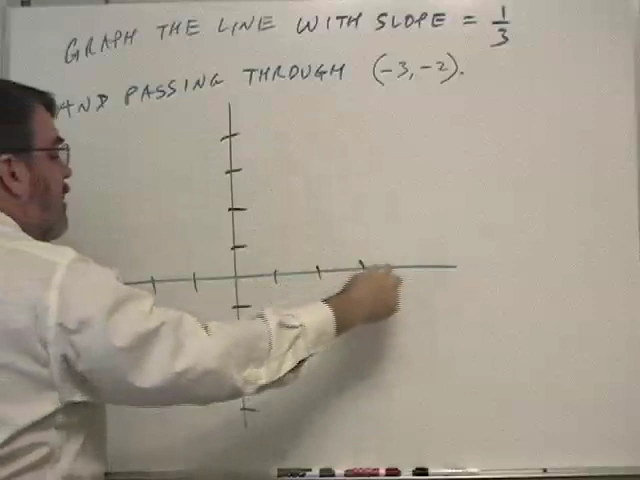 GRAPH THE LINE WITH SLOPE = 1/3
AND PASSING THROUGH (-3,-2).